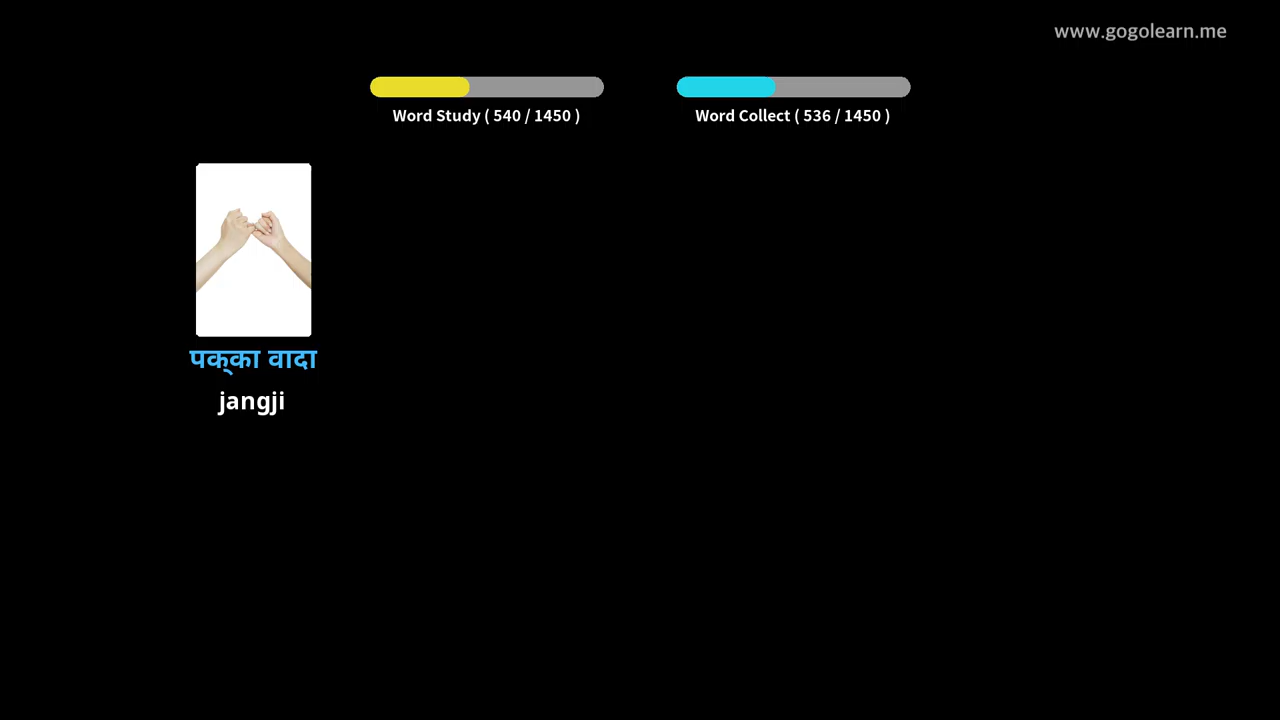 www.gogolearn.me
Word Study ( 540 / 1450 )
Word Collect ( 536 / 1450 )
पक्‌का वादा
jangji